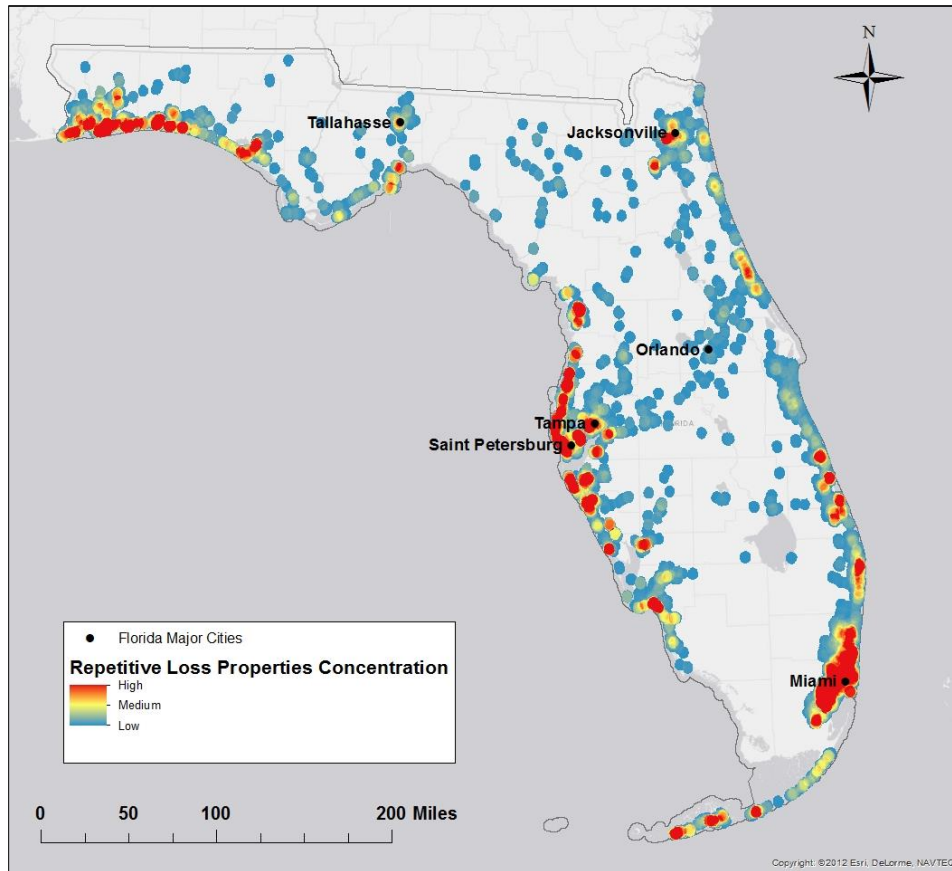 N
Tallahasse
Jacksonville
Orlando
Tampa
RIDA
Saint Petersburg
Miami
Florida Major Cities
Repetitive Loss Properties Concentration
High
Medium
Low
0 50 100 200 Miles
Copyright: ©2012 Esri, DeLorme, NAVTEQ